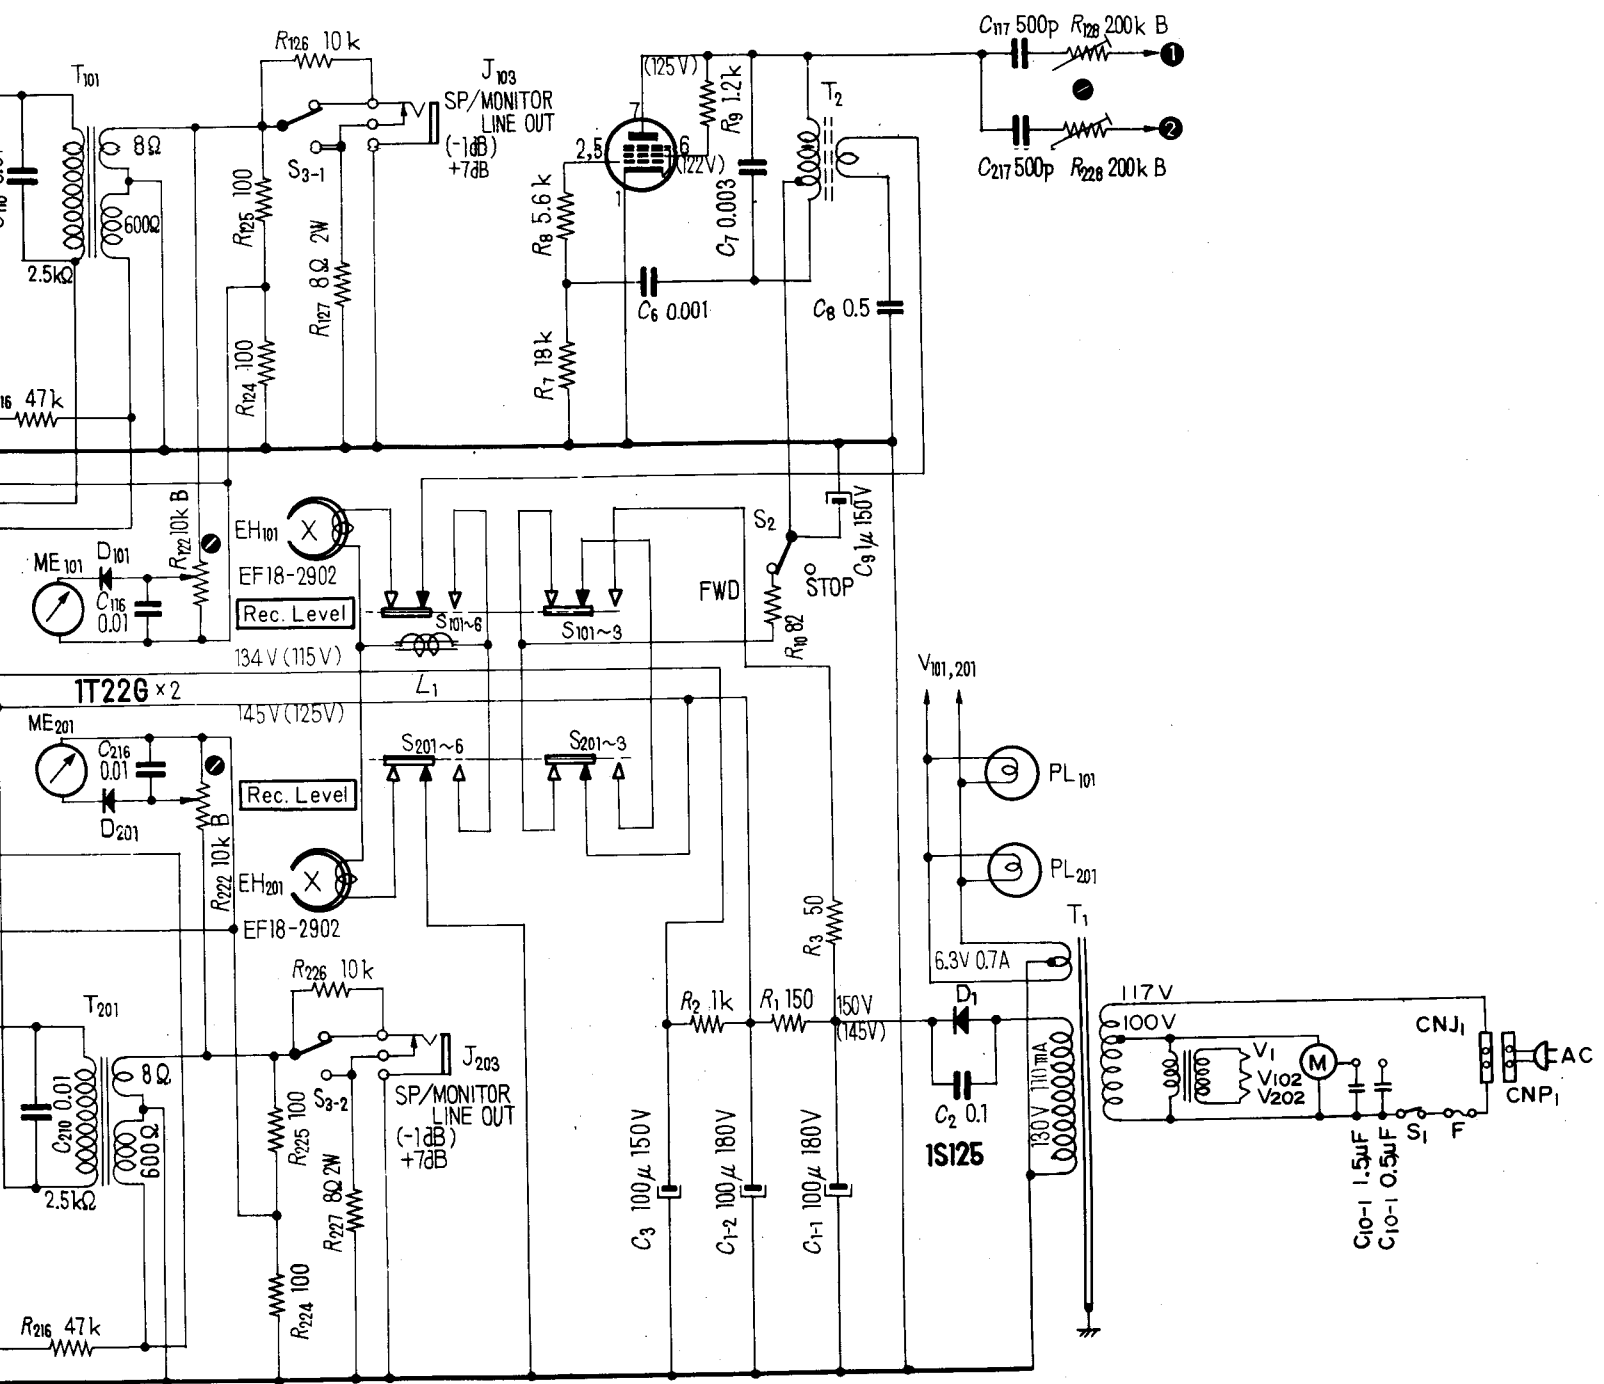 C117 500p R128 200k B
1
R126 10k
T101
J103
SP/MONITOR
LINE OUT
(-1dB)
+7dB
(125V)
R9 1.2k
T2
7
2,5
6
(122V)
1
2
C217 500p R228 200k B
8Ω
S3-1
600Ω
2.5kΩ
R125 100
R127 8Ω 2W
R8 5.6k
C7 0.003
C6 0.001
C8 0.5
R124 100
R7 18k
16 47k
R122 10k B
EH101
X
EF18-2902
ME101
D101
C116
0.01
Rec. Level
S101~6
S101~3
S2
FWD
STOP
C9 1μ 150V
R10 82
134V (115V)
1T22G ×2
L1
145V (125V)
V101,201
ME201
C216
0.01
D201
R222 10k B
S201~6
S201~3
Rec. Level
PL101
EH201
X
EF18-2902
PL201
T1
R3 50
6.3V 0.7A
R226 10k
T201
R2 1k
R1 150
150V
(145V)
D1
117V
100V
CNJ1
AC
CNP1
8Ω
J203
SP/MONITOR
LINE OUT
(-1dB)
+7dB
S3-2
C210 0.01
600Ω
2.5kΩ
R225 100
R227 8Ω 2W
C2 0.1
1S125
130V 110mA
V1
V102
V202
M
S1
F
C3 100μ 150V
C1-2 100μ 180V
C1-1 100μ 180V
C10-1 1.5μF
C10-1 0.5μF
R224 100
R216 47k